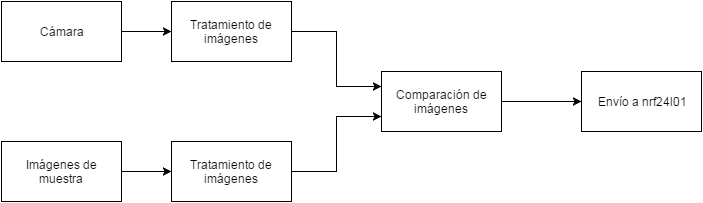 Cámara
Tratamiento de
imágenes
Comparación de
imágenes
Envío a nrf24l01
Imágenes de
muestra
Tratamiento de
imágenes